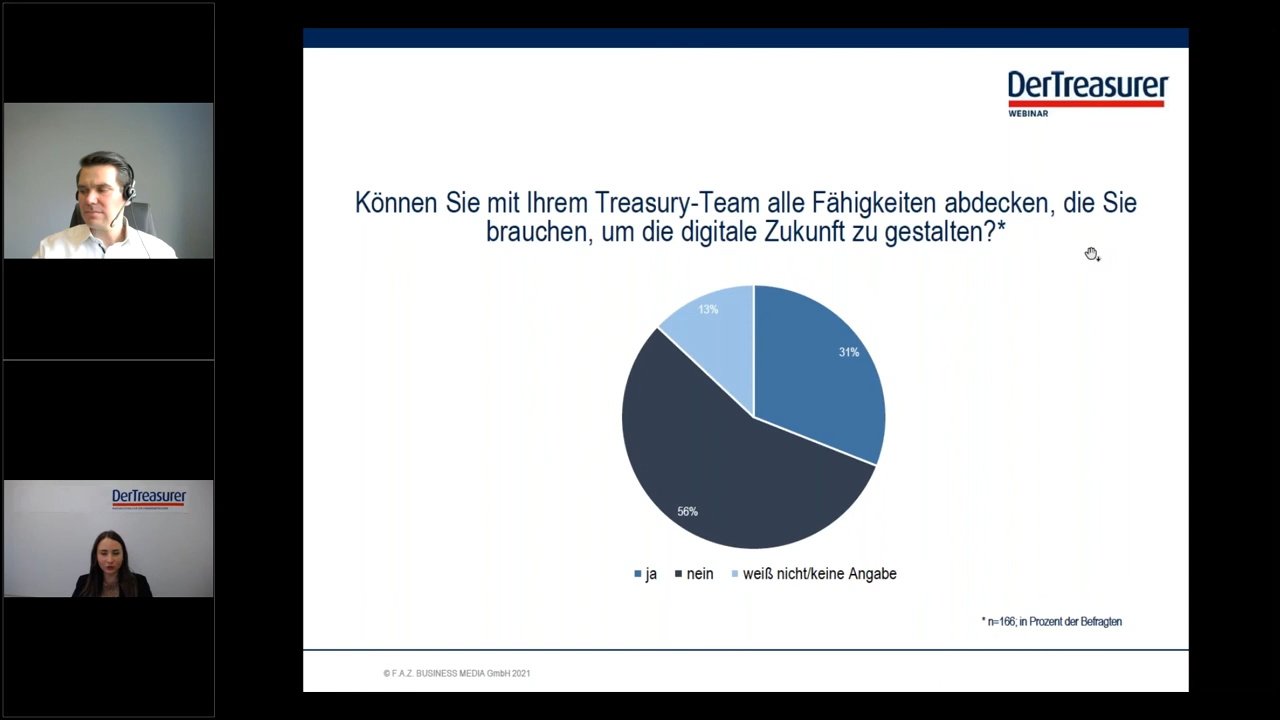 DerTreasurer
WEBINAR
Können Sie mit Ihrem Treasury-Team alle Fähigkeiten abdecken, die Sie
brauchen, um die digitale Zukunft zu gestalten?*
13%
31%
56%
ja nein weiß nicht/keine Angabe
* n=166; in Prozent der Befragten
© F.A.Z. BUSINESS MEDIA GmbH 2021
DerTreasurer